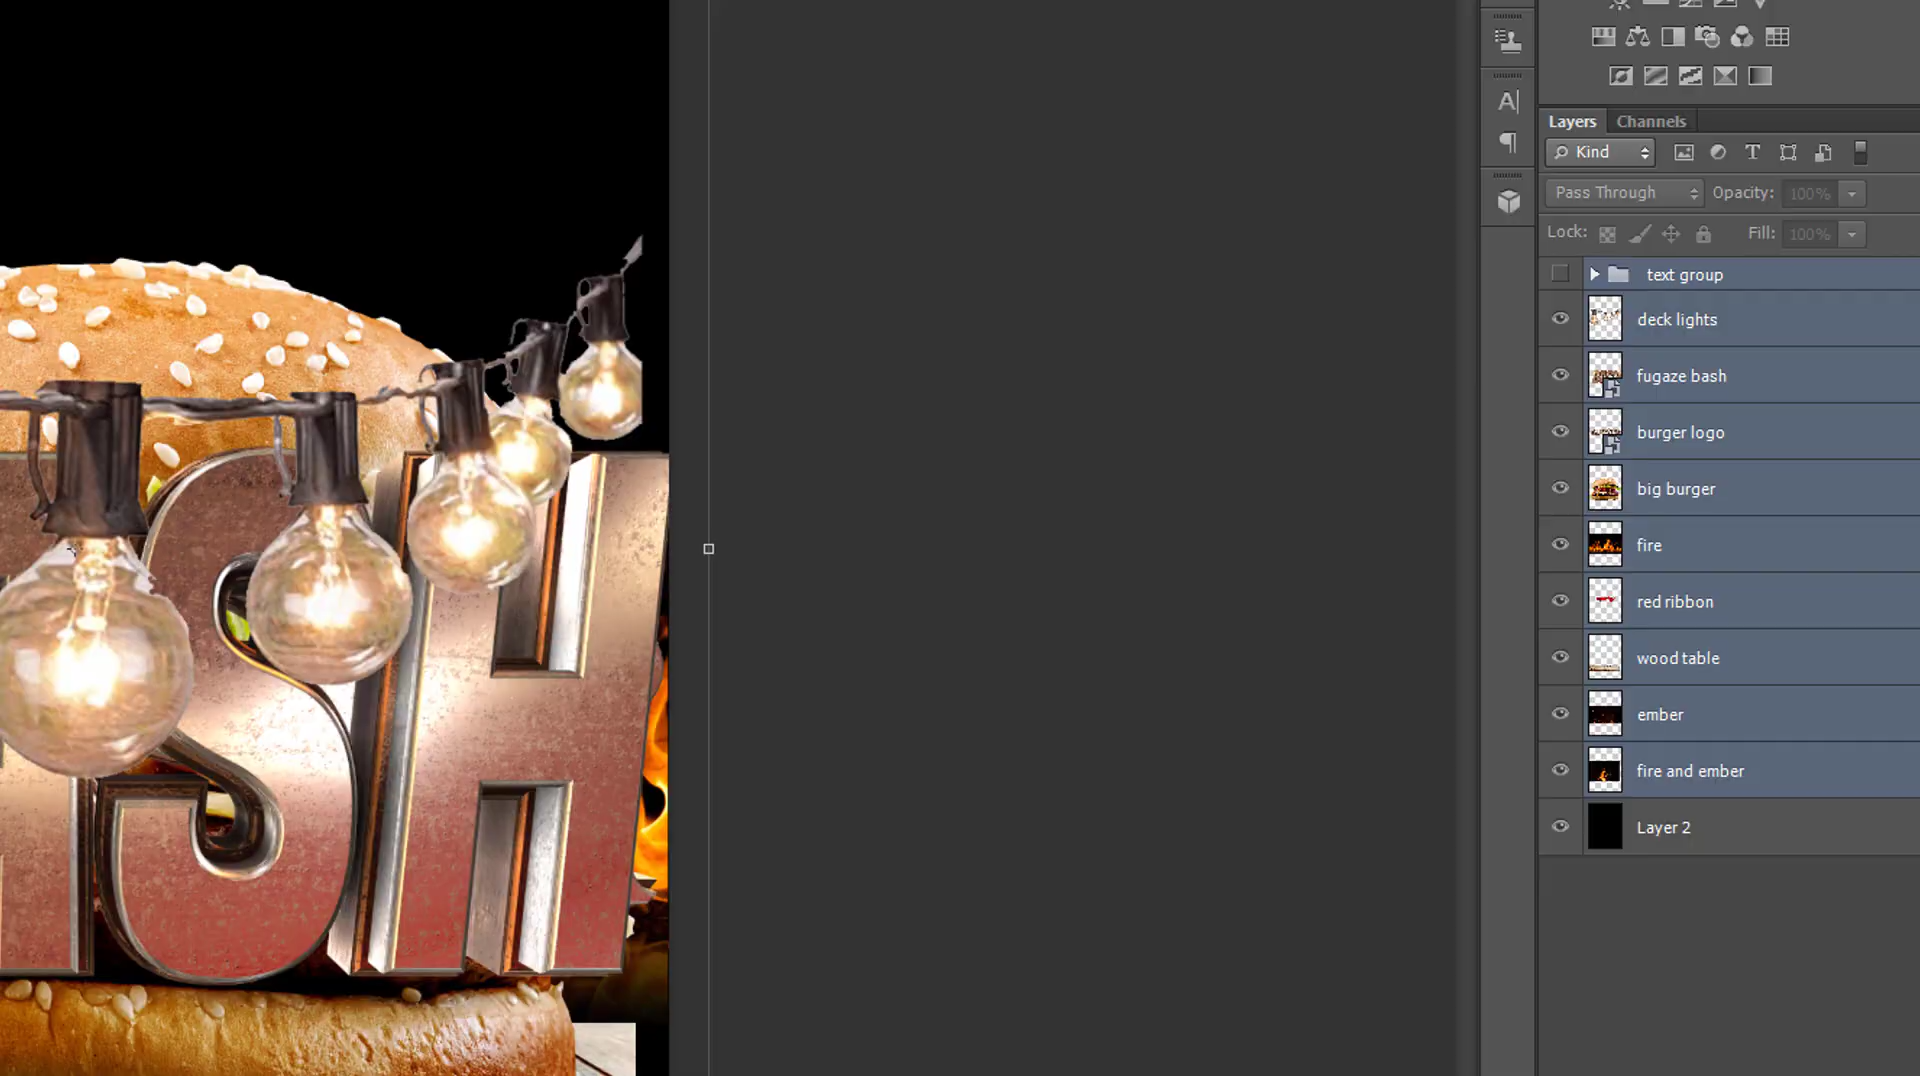 Layers Channels
Kind
Pass Through Opacity: 100%
Lock: Fill: 100%
text group
deck lights
fugaze bash
burger logo
big burger
fire
red ribbon
wood table
ember
fire and ember
Layer 2
SH